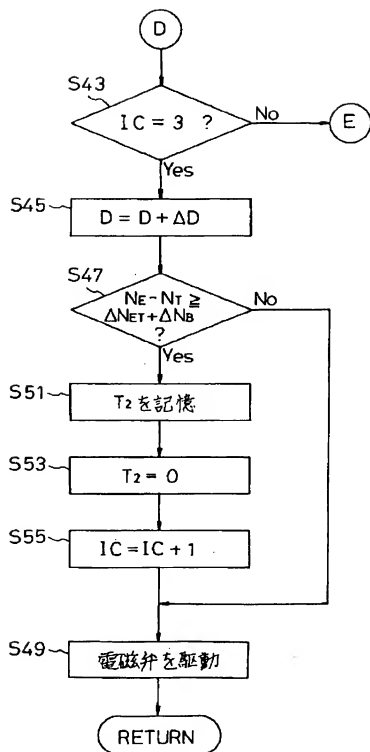 D
S43
IC = 3 ?
No
E
Yes
S45
D = D + ΔD
S47
NE - NT ≧
ΔNET + ΔNB
?
No
Yes
S51
T2を記憶
S53
T2 = 0
S55
IC = IC + 1
S49
電磁弁を駆動
RETURN